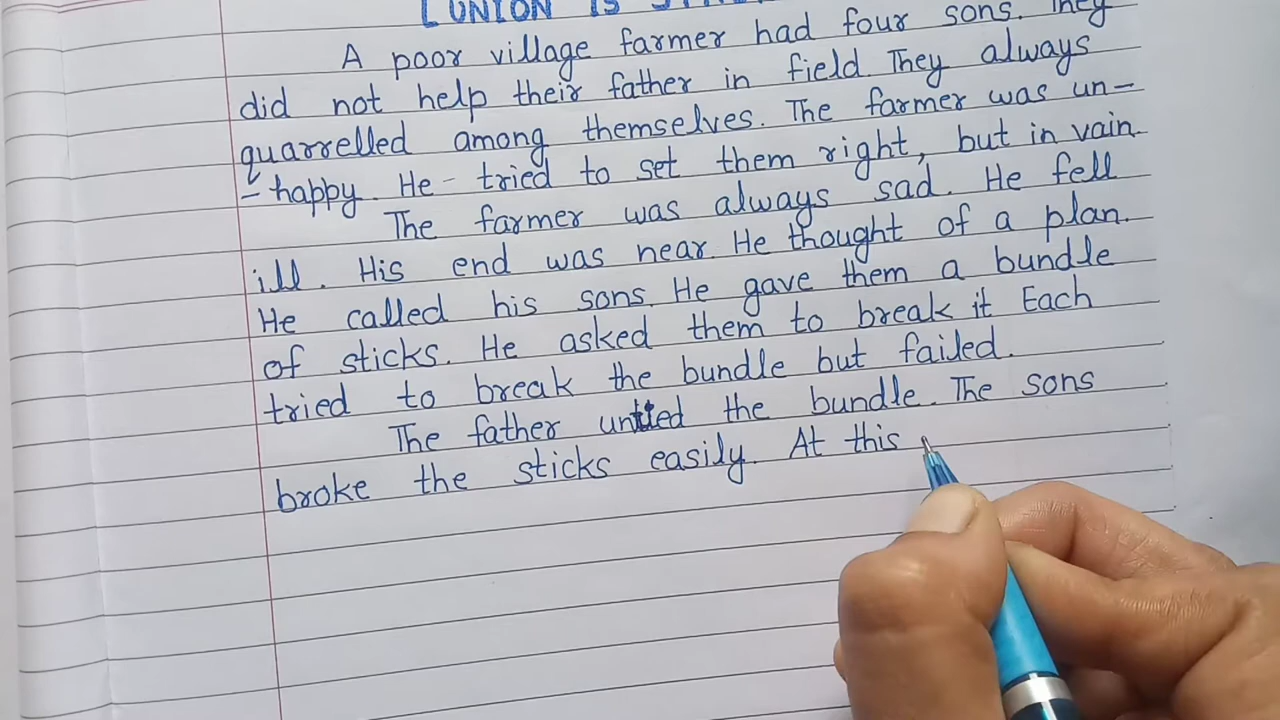 [UNION IS
A poor village farmer had four sons. They
did not help their father in field. They always
quarrelled among themselves. The farmer was un-
- happy. He tried to set them right, but in vain.
The farmer was always sad. He fell
ill. His end was near. He thought of a plan.
He called his sons. He gave them a bundle
of sticks. He asked them to break it Each
tried to break the bundle but failed.
The father untied the bundle. The sons
broke the sticks easily. At this